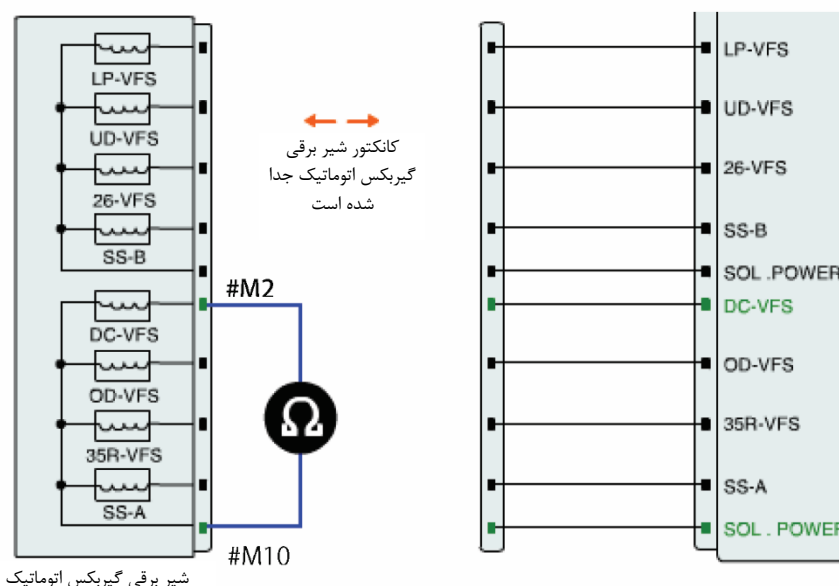 LP-VFS
UD-VFS
26-VFS
SS-B
DC-VFS
OD-VFS
35R-VFS
SS-A
#M2
Ω
#M10
کانکتور شیر برقی
گیربکس اتوماتیک جدا
شده است
شیر برقی گیربکس اتوماتیک
LP-VFS
UD-VFS
26-VFS
SS-B
SOL .POWER
DC-VFS
OD-VFS
35R-VFS
SS-A
SOL . POWER